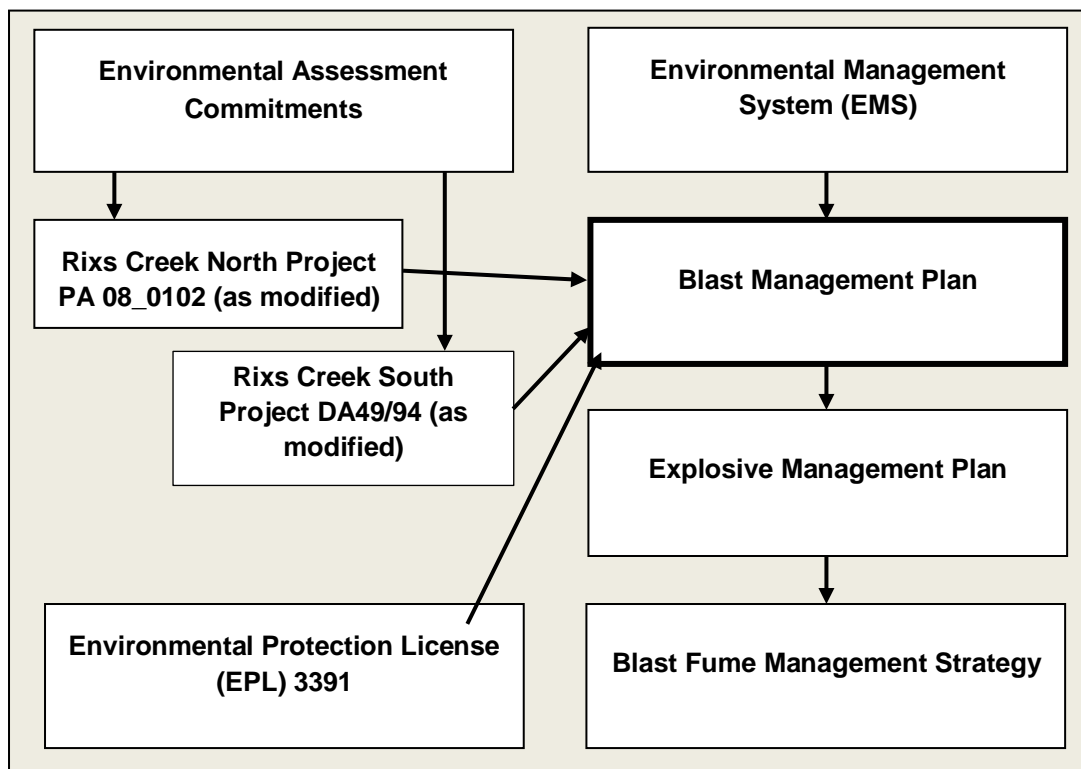 Environmental Assessment
Commitments
Environmental Management
System (EMS)
Rixs Creek North Project
PA 08_0102 (as modified)
Blast Management Plan
Rixs Creek South
Project DA49/94 (as
modified)
Explosive Management Plan
Environmental Protection License
(EPL) 3391
Blast Fume Management Strategy